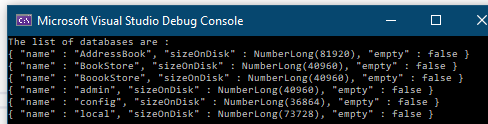 Microsoft Visual Studio Debug Console
The list of databases are :
{ "name" : "AddressBook", "sizeOnDisk" : NumberLong(81920), "empty" : false }
{ "name" : "BookStore", "sizeOnDisk" : NumberLong(40960), "empty" : false }
{ "name" : "BoookStore", "sizeOnDisk" : NumberLong(40960), "empty" : false }
{ "name" : "admin", "sizeOnDisk" : NumberLong(40960), "empty" : false }
{ "name" : "config", "sizeOnDisk" : NumberLong(36864), "empty" : false }
{ "name" : "local", "sizeOnDisk" : NumberLong(73728), "empty" : false }